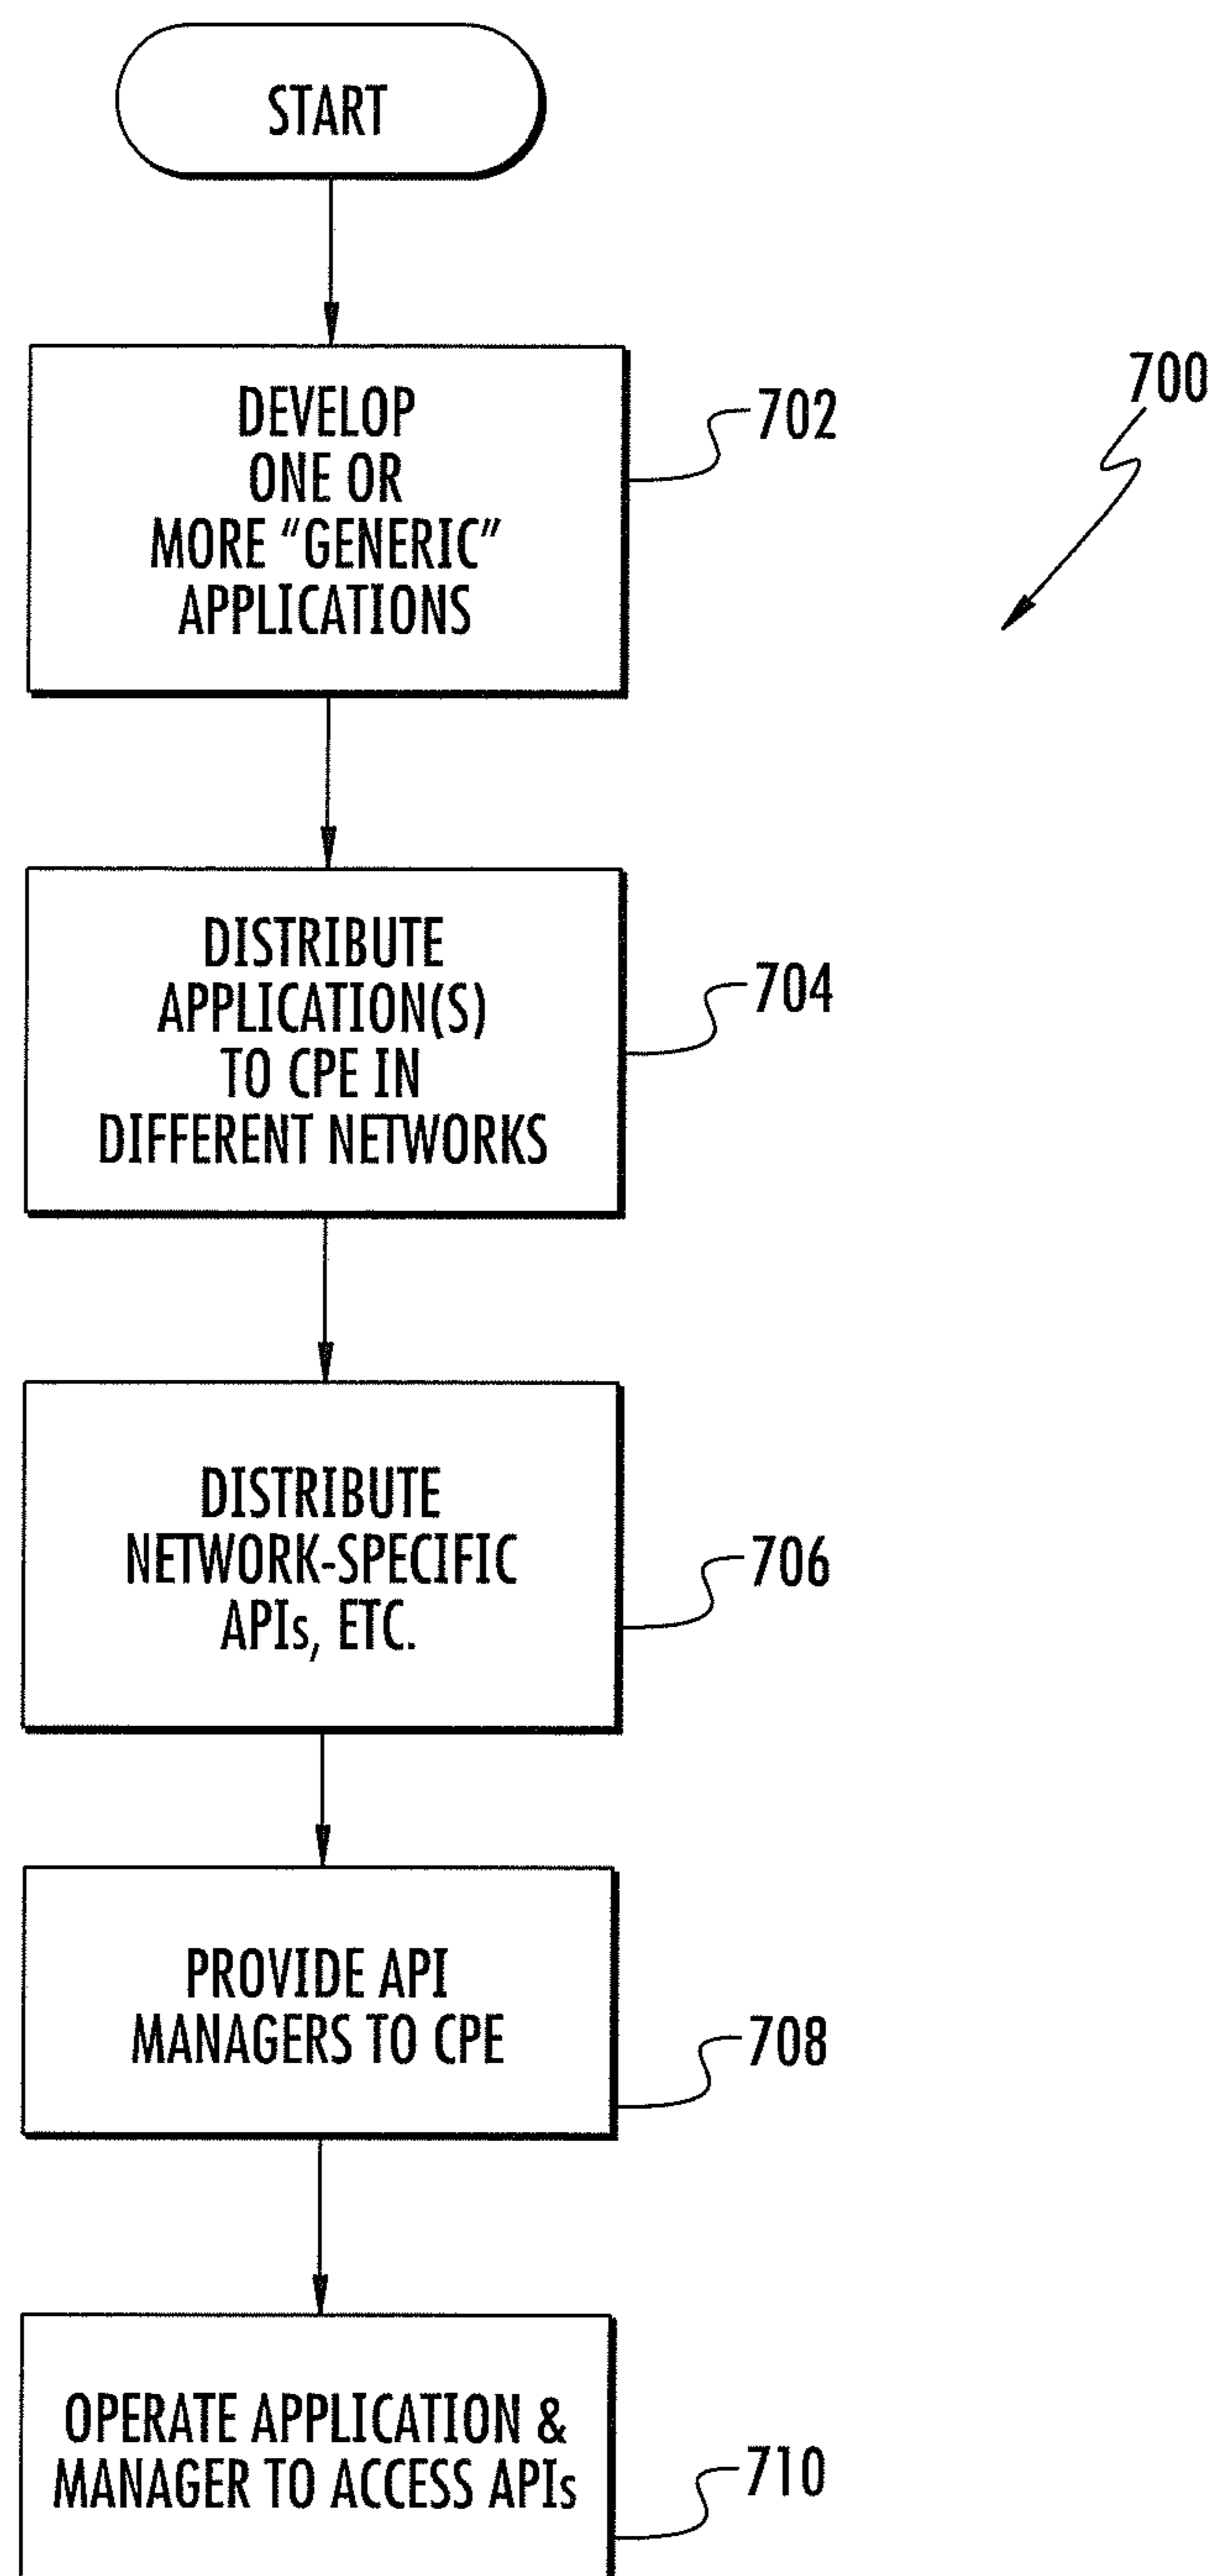 START
DEVELOP
ONE OR
MORE "GENERIC"
APPLICATIONS
702
700
DISTRIBUTE
APPLICATION(S)
TO CPE IN
DIFFERENT NETWORKS
704
DISTRIBUTE
NETWORK-SPECIFIC
APIs, ETC.
706
PROVIDE API
MANAGERS TO CPE
708
OPERATE APPLICATION &
MANAGER TO ACCESS APIs
710